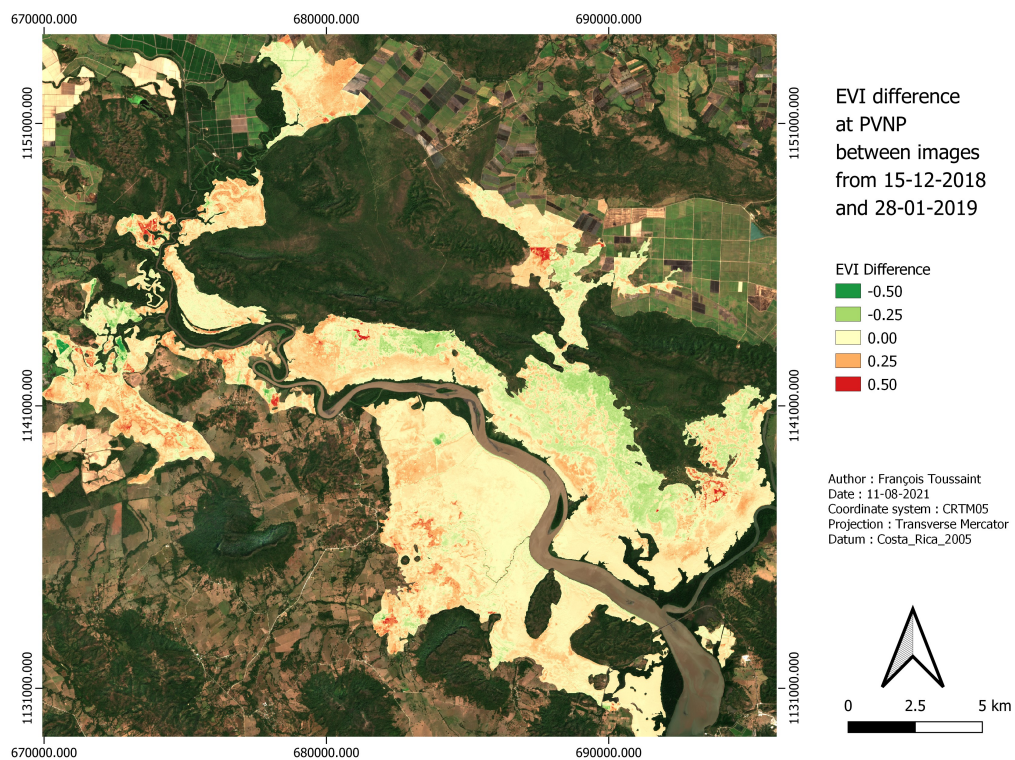 670000.000 680000.000 690000.000
1151000.000 1151000.000
1141000.000 1141000.000
1131000.000 1131000.000
670000.000 680000.000 690000.000
EVI difference
at PVNP
between images
from 15-12-2018
and 28-01-2019
EVI Difference
-0.50
-0.25
0.00
0.25
0.50
Author : François Toussaint
Date : 11-08-2021
Coordinate system : CRTM05
Projection : Transverse Mercator
Datum : Costa_Rica_2005
0 2.5 5 km